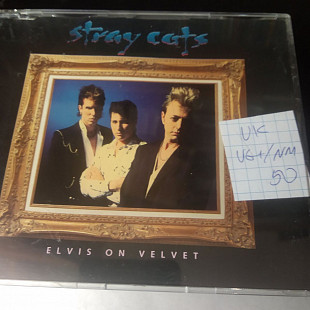 stray cats
UK
VG+/NM
50
ELVIS ON VELVET